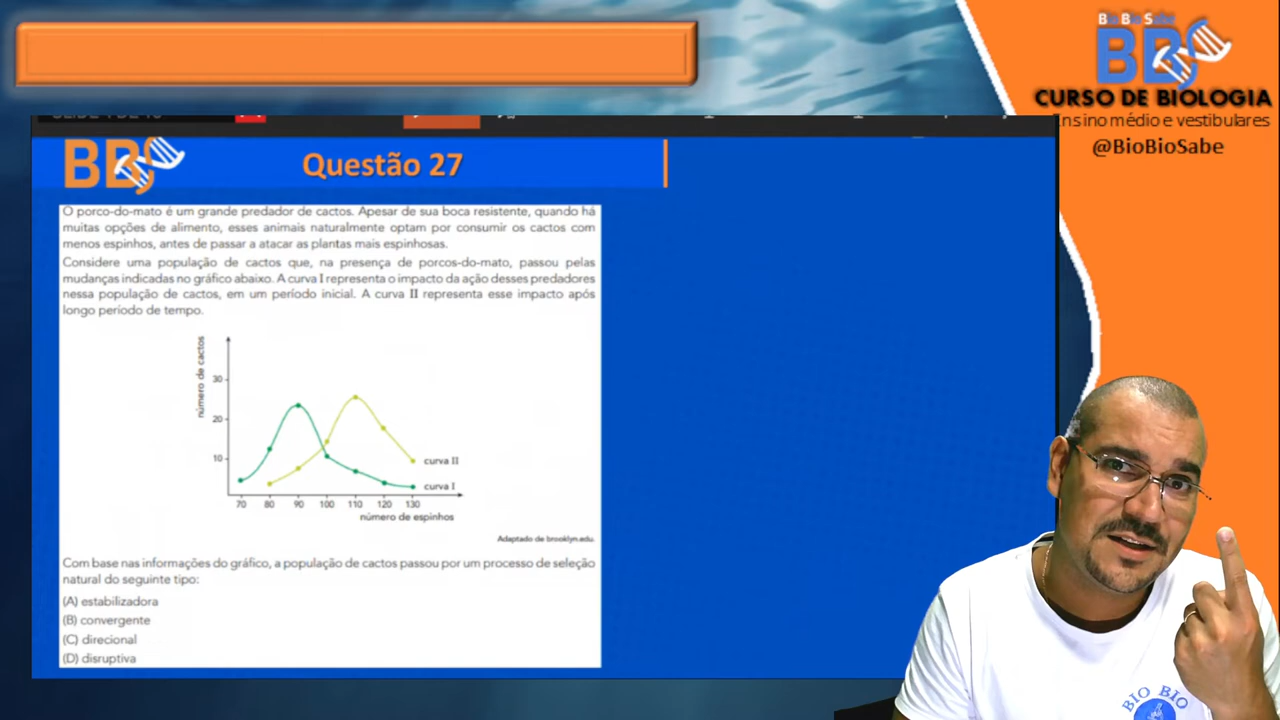 Bio Bio Sabe
BBS
CURSO DE BIOLOGIA
Ensino médio e vestibulares
@BioBioSabe
BBS
Questão 27
O porco-do-mato é um grande predador de cactos. Apesar de sua boca resistente, quando há
muitas opções de alimento, esses animais naturalmente optam por consumir os cactos com
menos espinhos, antes de passar a atacar as plantas mais espinhosas.
Considere uma população de cactos que, na presença de porcos-do-mato, passou pelas
mudanças indicadas no gráfico abaixo. A curva I representa o impacto da ação desses predadores
nessa população de cactos, em um período inicial. A curva II representa esse impacto após
longo período de tempo.
número de cactos
30
20
10
curva II
curva I
70 80 90 100 110 120 130
número de espinhos
Adaptado de brooklyn.edu.
Com base nas informações do gráfico, a população de cactos passou por um processo de seleção
natural do seguinte tipo:
(A) estabilizadora
(B) convergente
(C) direcional
(D) disruptiva
BIO BIO